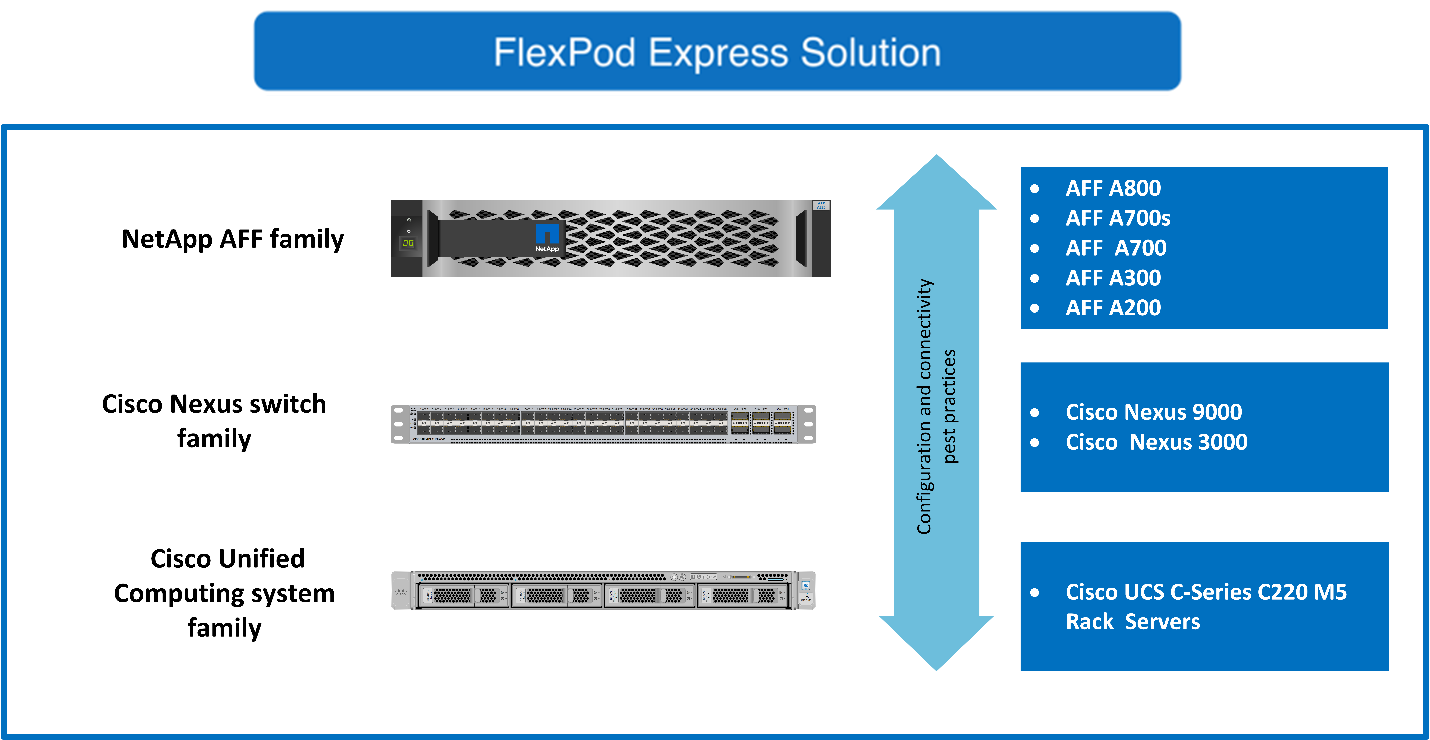 FlexPod Express Solution
NetApp AFF family
NetApp
• AFF A800
• AFF A700s
• AFF  A700
• AFF A300
• AFF A200
Configuration and connectivity
pest practices
Cisco Nexus switch
family
• Cisco Nexus 9000
• Cisco  Nexus 3000
Cisco Unified
Computing system
family
• Cisco UCS C-Series C220 M5
Rack  Servers